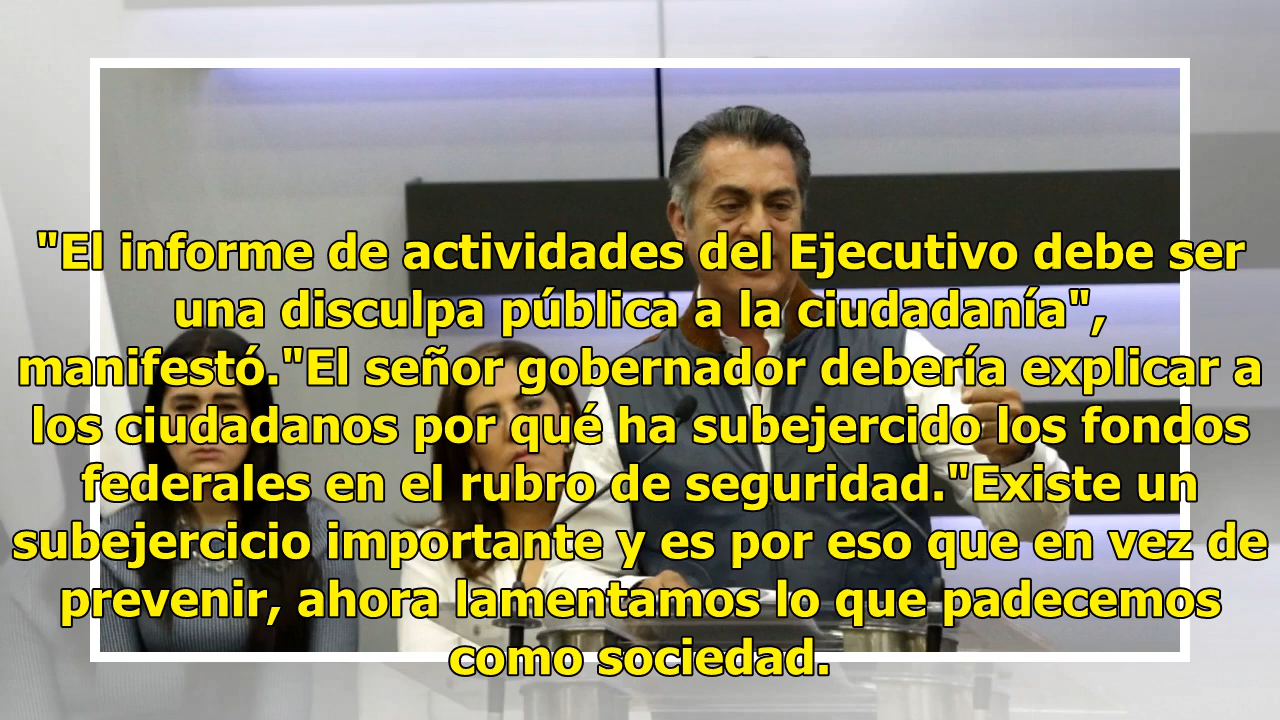 "El informe de actividades del Ejecutivo debe ser
una disculpa pública a la ciudadanía",
manifestó."El señor gobernador debería explicar a
los ciudadanos por qué ha subejercido los fondos
federales en el rubro de seguridad."Existe un
subejercicio importante y es por eso que en vez de
prevenir, ahora lamentamos lo que padecemos
como sociedad.